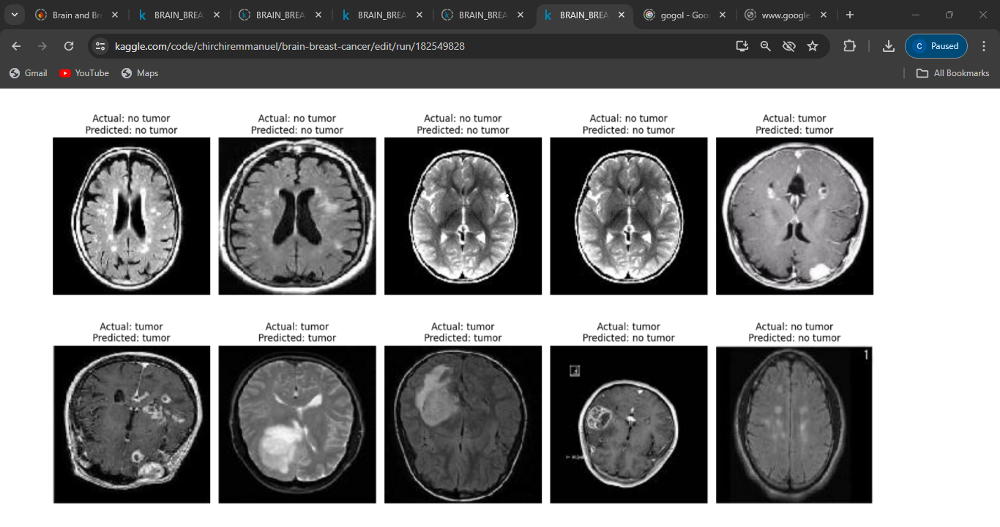 Brain and Br
BRAIN_BREA
BRAIN_BREA
BRAIN_BREA
BRAIN_BREA
BRAIN_BREA
gogol - Goo
www.google
kaggle.com/code/chirchiremmanuel/brain-breast-cancer/edit/run/182549828
C Paused
Gmail
YouTube
Maps
All Bookmarks
Actual: no tumor
Predicted: no tumor
Actual: no tumor
Predicted: no tumor
Actual: no tumor
Predicted: no tumor
Actual: no tumor
Predicted: no tumor
Actual: tumor
Predicted: tumor
Actual: tumor
Predicted: tumor
Actual: tumor
Predicted: tumor
Actual: tumor
Predicted: tumor
Actual: tumor
Predicted: no tumor
Actual: no tumor
Predicted: no tumor
1